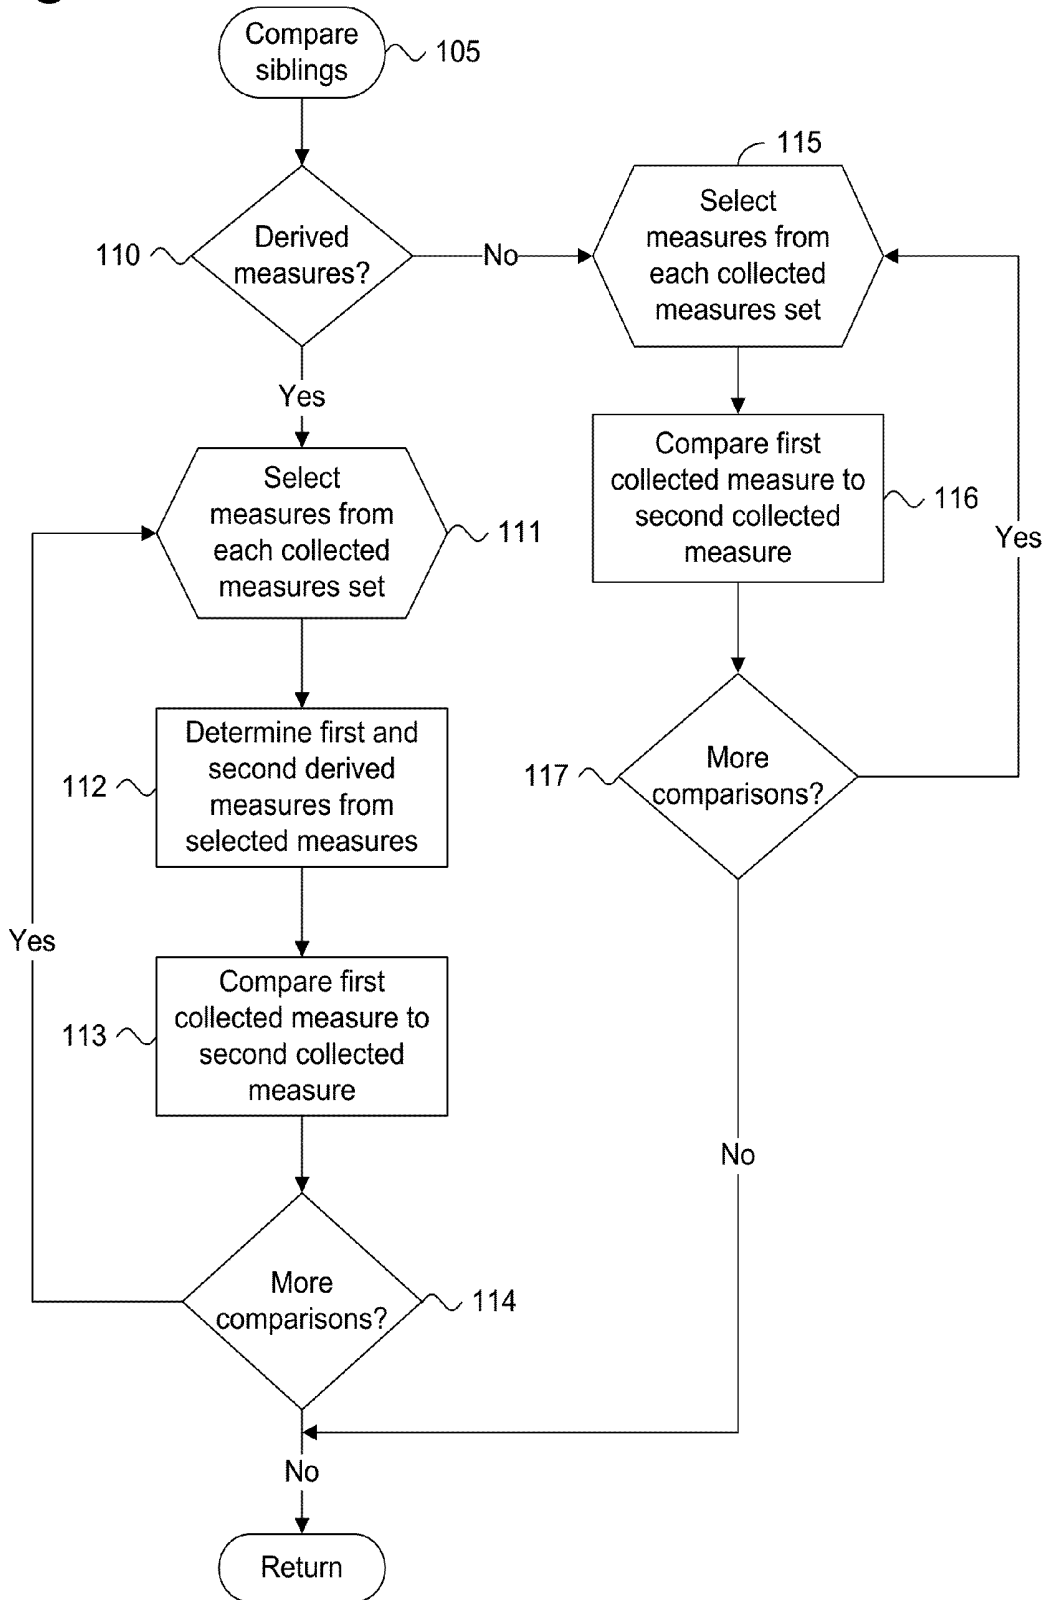 Compare
siblings
105
110
Derived
measures?
No
115
Select
measures from
each collected
measures set
Yes
Select
measures from
each collected
measures set
111
Compare first
collected measure to
second collected
measure
116
Yes
Determine first and
second derived
measures from
selected measures
112
More
comparisons?
117
Yes
Compare first
collected measure to
second collected
measure
113
No
More
comparisons?
114
No
Return